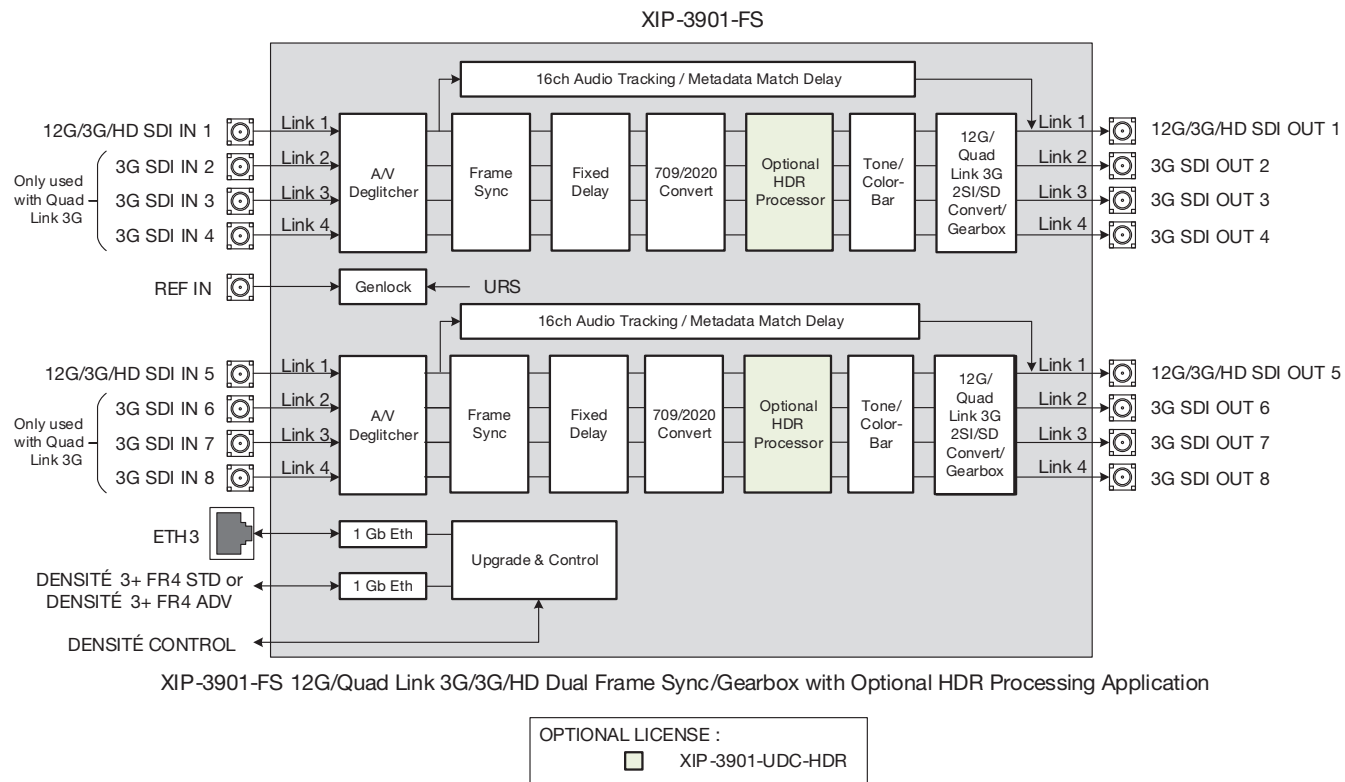 XIP-3901-FS
16ch Audio Tracking / Metadata Match Delay
12G/3G/HD SDI IN 1
Link 1
Link 1
12G/3G/HD SDI OUT 1
Only used
with Quad
Link 3G
3G SDI IN 2
Link 2
Link 2
3G SDI OUT 2
3G SDI IN 3
Link 3
Link 3
3G SDI OUT 3
3G SDI IN 4
Link 4
Link 4
3G SDI OUT 4
A/V
Deglitcher
Frame
Sync
Fixed
Delay
709/2020
Convert
Optional
HDR
Processor
Tone/
Color-
Bar
12G/
Quad
Link 3G
2SI/SD
Convert/
Gearbox
REF IN
Genlock
URS
16ch Audio Tracking / Metadata Match Delay
12G/3G/HD SDI IN 5
Link 1
Link 1
12G/3G/HD SDI OUT 5
Only used
with Quad
Link 3G
3G SDI IN 6
Link 2
Link 2
3G SDI OUT 6
3G SDI IN 7
Link 3
Link 3
3G SDI OUT 7
3G SDI IN 8
Link 4
Link 4
3G SDI OUT 8
A/V
Deglitcher
Frame
Sync
Fixed
Delay
709/2020
Convert
Optional
HDR
Processor
Tone/
Color-
Bar
12G/
Quad
Link 3G
2SI/SD
Convert/
Gearbox
ETH3
1 Gb Eth
Upgrade & Control
DENSITÉ 3+ FR4 STD or
DENSITÉ 3+ FR4 ADV
1 Gb Eth
DENSITÉ CONTROL
XIP-3901-FS 12G/Quad Link 3G/3G/HD Dual Frame Sync/Gearbox with Optional HDR Processing Application
OPTIONAL LICENSE :
XIP-3901-UDC-HDR